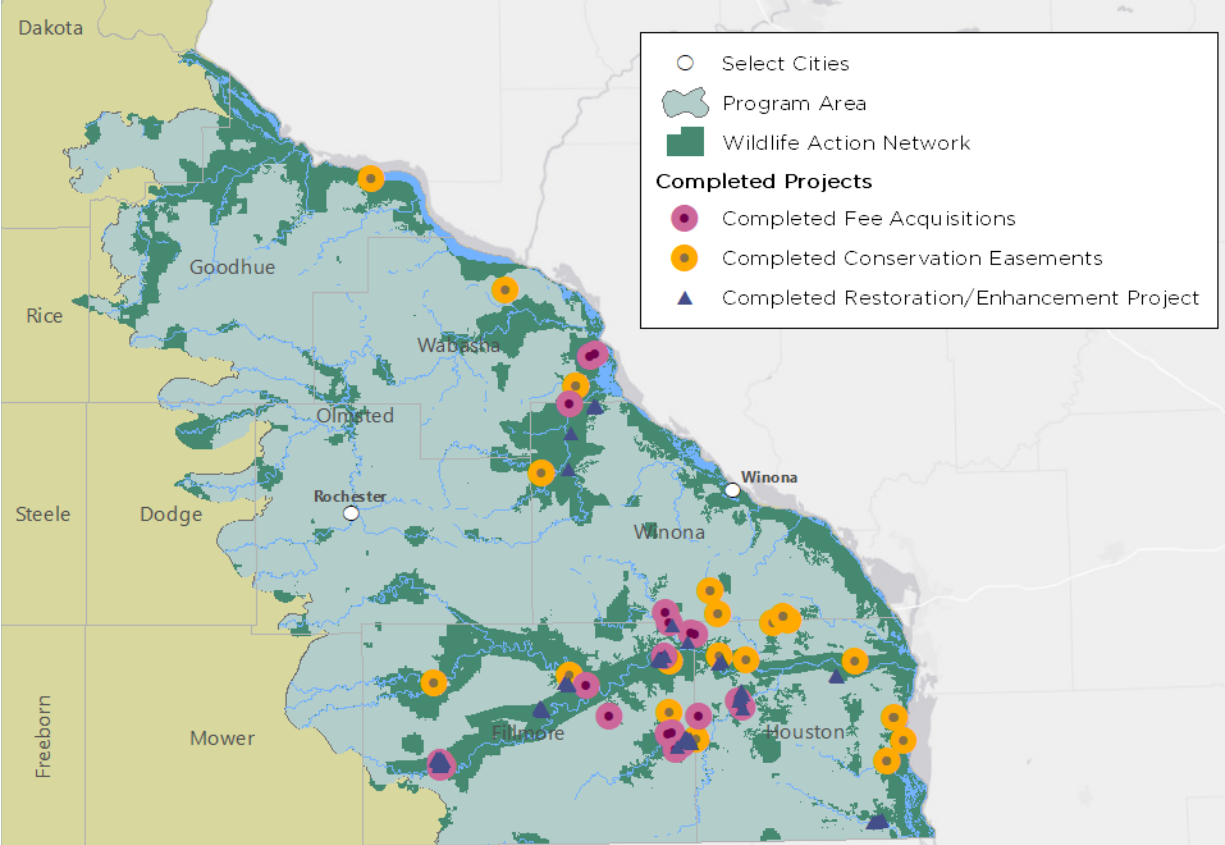 Dakota
Select Cities
Program Area
Wildlife Action Network
Completed Projects
Completed Fee Acquisitions
Completed Conservation Easements
Completed Restoration/Enhancement Project
Goodhue
Rice
Wabasha
Olmsted
Winona
Rochester
Steele
Dodge
Winona
Freeborn
Mower
Fillmore
Houston